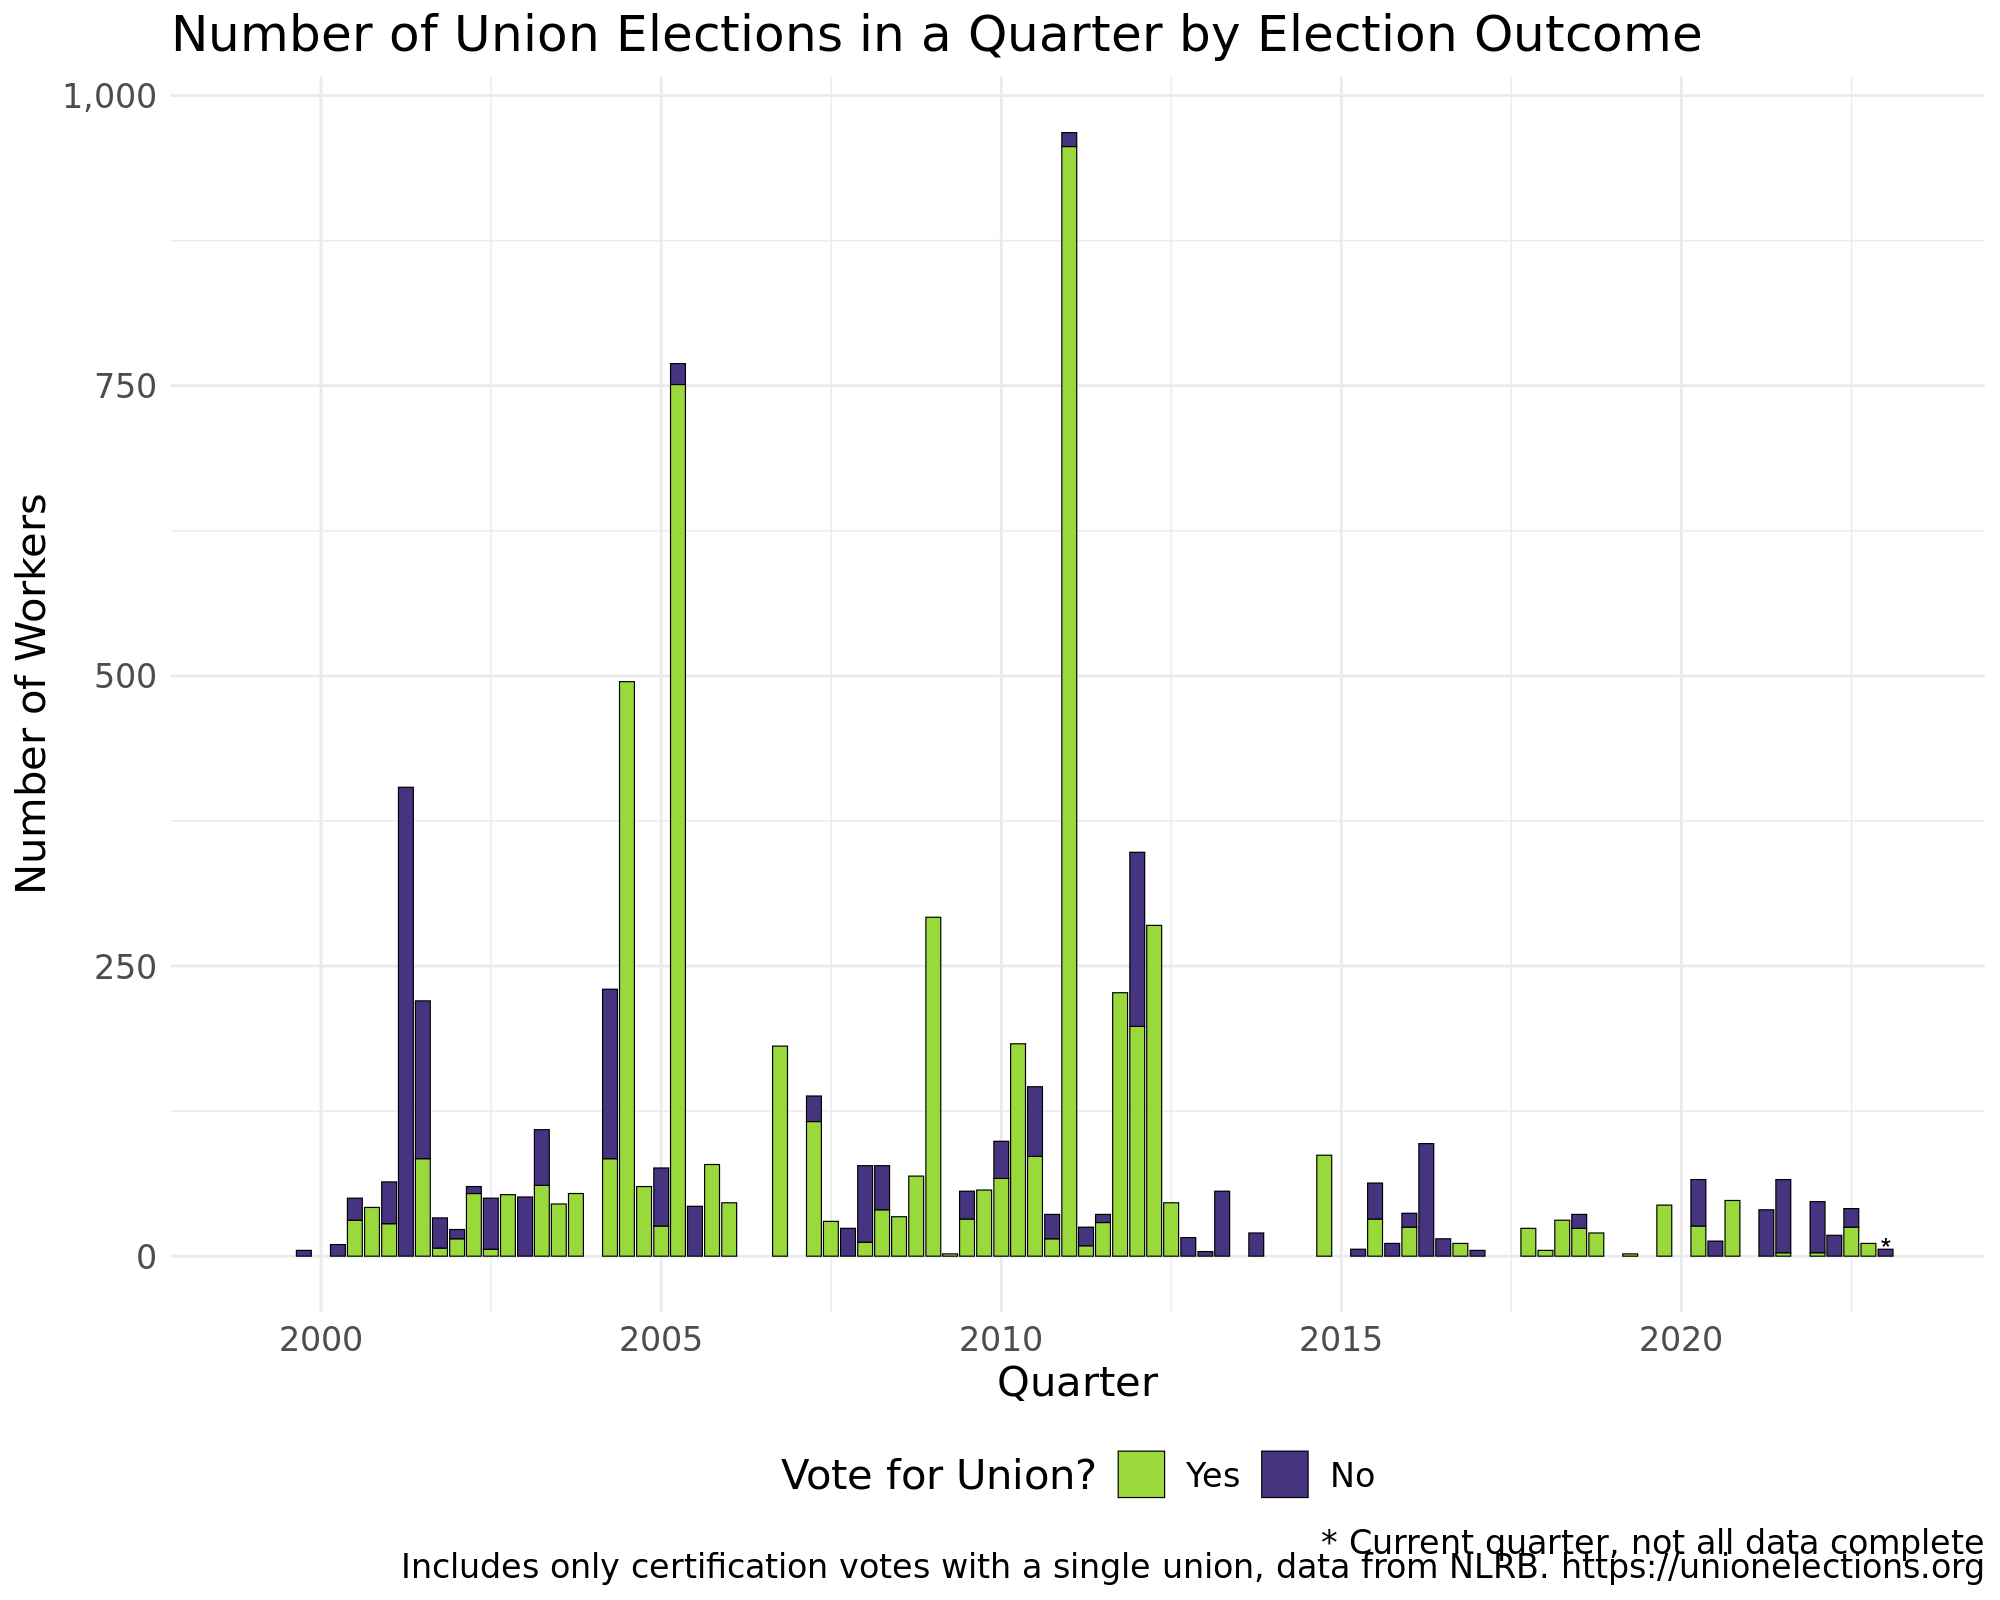 Number of Union Elections in a Quarter by Election Outcome
1,000
750
500
250
0
Number of Workers
*
2000 2005 2010 2015 2020
Quarter
Vote for Union? Yes No
* Current quarter, not all data complete
Includes only certification votes with a single union, data from NLRB. https://unionelections.org